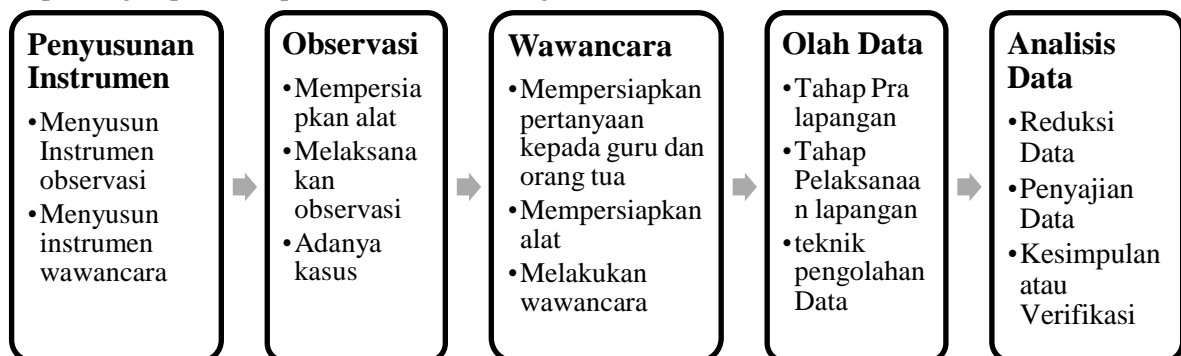 Penyusunan
Instrumen
•Menyusun
Instrumen
observasi
•Menyusun
instrumen
wawancara
Observasi
•Mempersia
pkan alat
•Melaksana
kan
observasi
•Adanya
kasus
Wawancara
•Mempersiapkan
pertanyaan
kepada guru dan
orang tua
•Mempersiapkan
alat
•Melakukan
wawancara
Olah Data
•Tahap Pra
lapangan
•Tahap
Pelaksanaa
n lapangan
•teknik
pengolahan
Data
Analisis
Data
•Reduksi
Data
•Penyajian
Data
•Kesimpulan
atau
Verifikasi